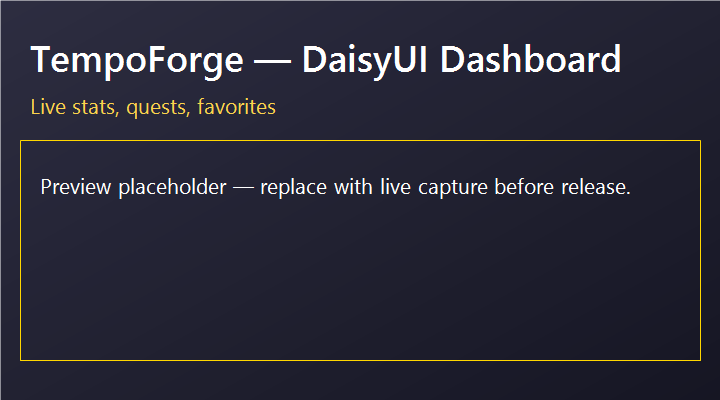 TempoForge — DaisyUI Dashboard
Live stats, quests, favorites
Preview placeholder — replace with live capture before release.